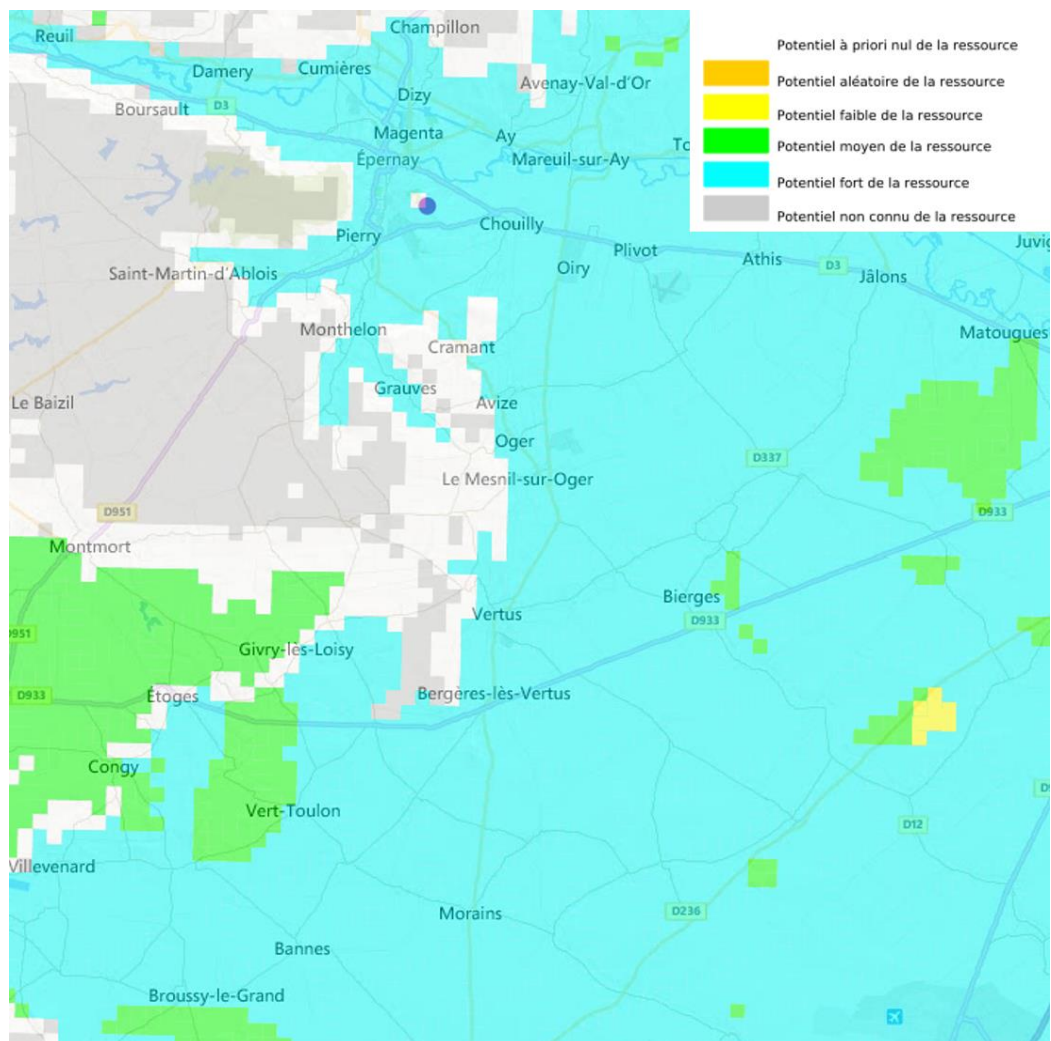 Potentiel à priori nul de la ressource
Potentiel aléatoire de la ressource
Potentiel faible de la ressource
Potentiel moyen de la ressource
Potentiel fort de la ressource
Potentiel non connu de la ressource
Champillon
Reuil
Damery
Cumières
Avenay-Val-d'Or
Dizy
D3
Boursault
Magenta
Ay
To
Épernay
Mareuil-sur-Ay
Chouilly
Pierry
Plivot
Juvig
Athis
D3
Oiry
Saint-Martin-d'Ablois
Jâlons
Monthelon
Matougues
Cramant
Grauves
Le Baizil
Avize
Oger
D337
Le Mesnil-sur-Oger
D951
D933
Montmort
Bierges
Vertus
D933
D951
Givry-lès-Loisy
D933
Étoges
Bergères-lès-Vertus
Congy
Vert-Toulon
D12
Villevenard
D236
Morains
Bannes
Broussy-le-Grand